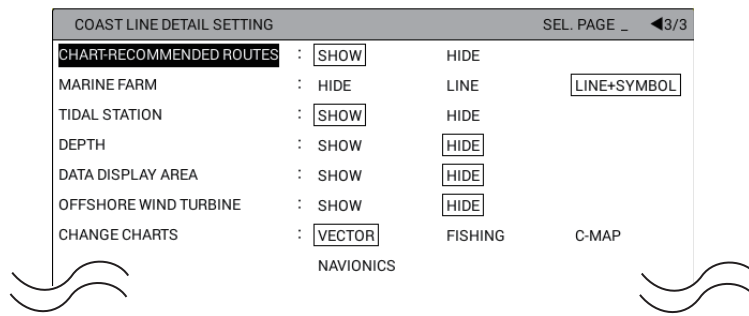 COAST LINE DETAIL SETTING SEL. PAGE _ ◀3/3
CHART-RECOMMENDED ROUTES : SHOW HIDE
MARINE FARM : HIDE LINE LINE+SYMBOL
TIDAL STATION : SHOW HIDE
DEPTH : SHOW HIDE
DATA DISPLAY AREA : SHOW HIDE
OFFSHORE WIND TURBINE : SHOW HIDE
CHANGE CHARTS : VECTOR FISHING C-MAP
NAVIONICS